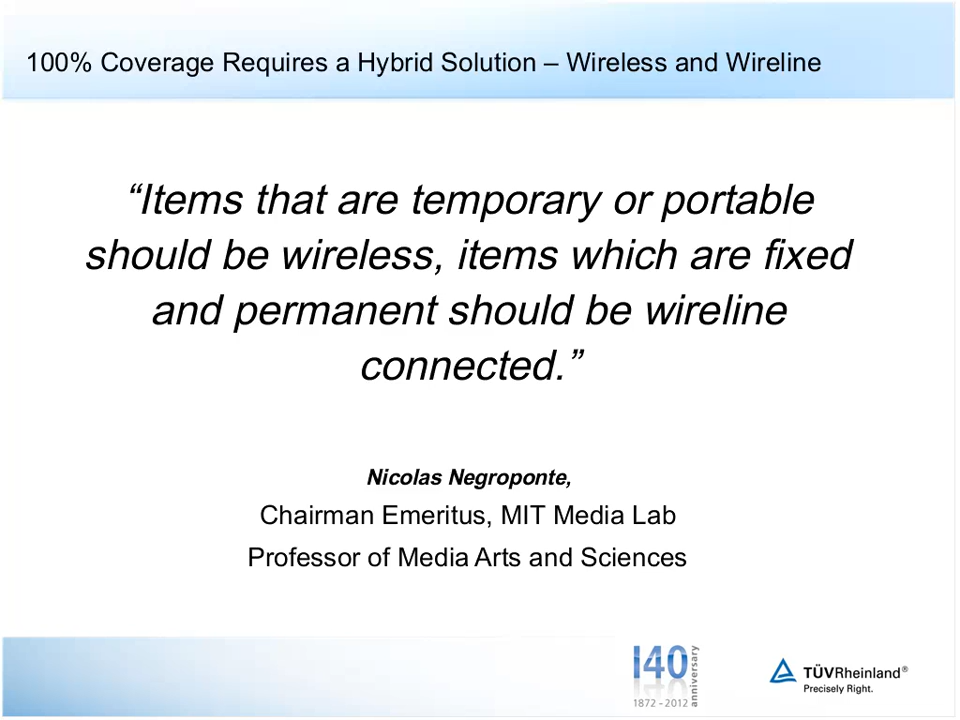 100% Coverage Requires a Hybrid Solution – Wireless and Wireline
“Items that are temporary or portable
should be wireless, items which are fixed
and permanent should be wireline
connected.”
Nicolas Negroponte,
Chairman Emeritus, MIT Media Lab
Professor of Media Arts and Sciences
140
anniversary
1872 - 2012
TÜVRheinland®
Precisely Right.